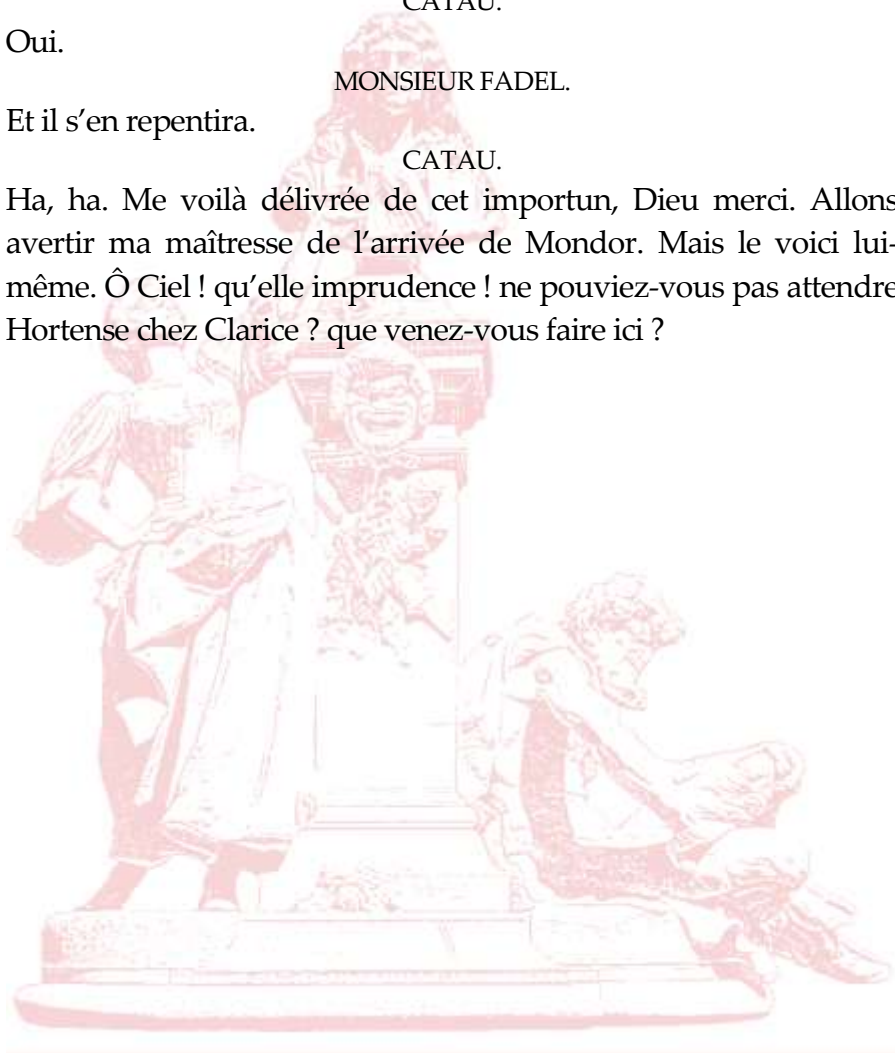 CATAU.
Oui.
MONSIEUR FADEL.
Et il s’en repentira.
CATAU.
Ha, ha. Me voilà délivrée de cet importun, Dieu merci. Allons
avertir ma maîtresse de l’arrivée de Mondor. Mais le voici lui-
même. Ô Ciel ! qu’elle imprudence ! ne pouviez-vous pas attendre
Hortense chez Clarice ? que venez-vous faire ici ?